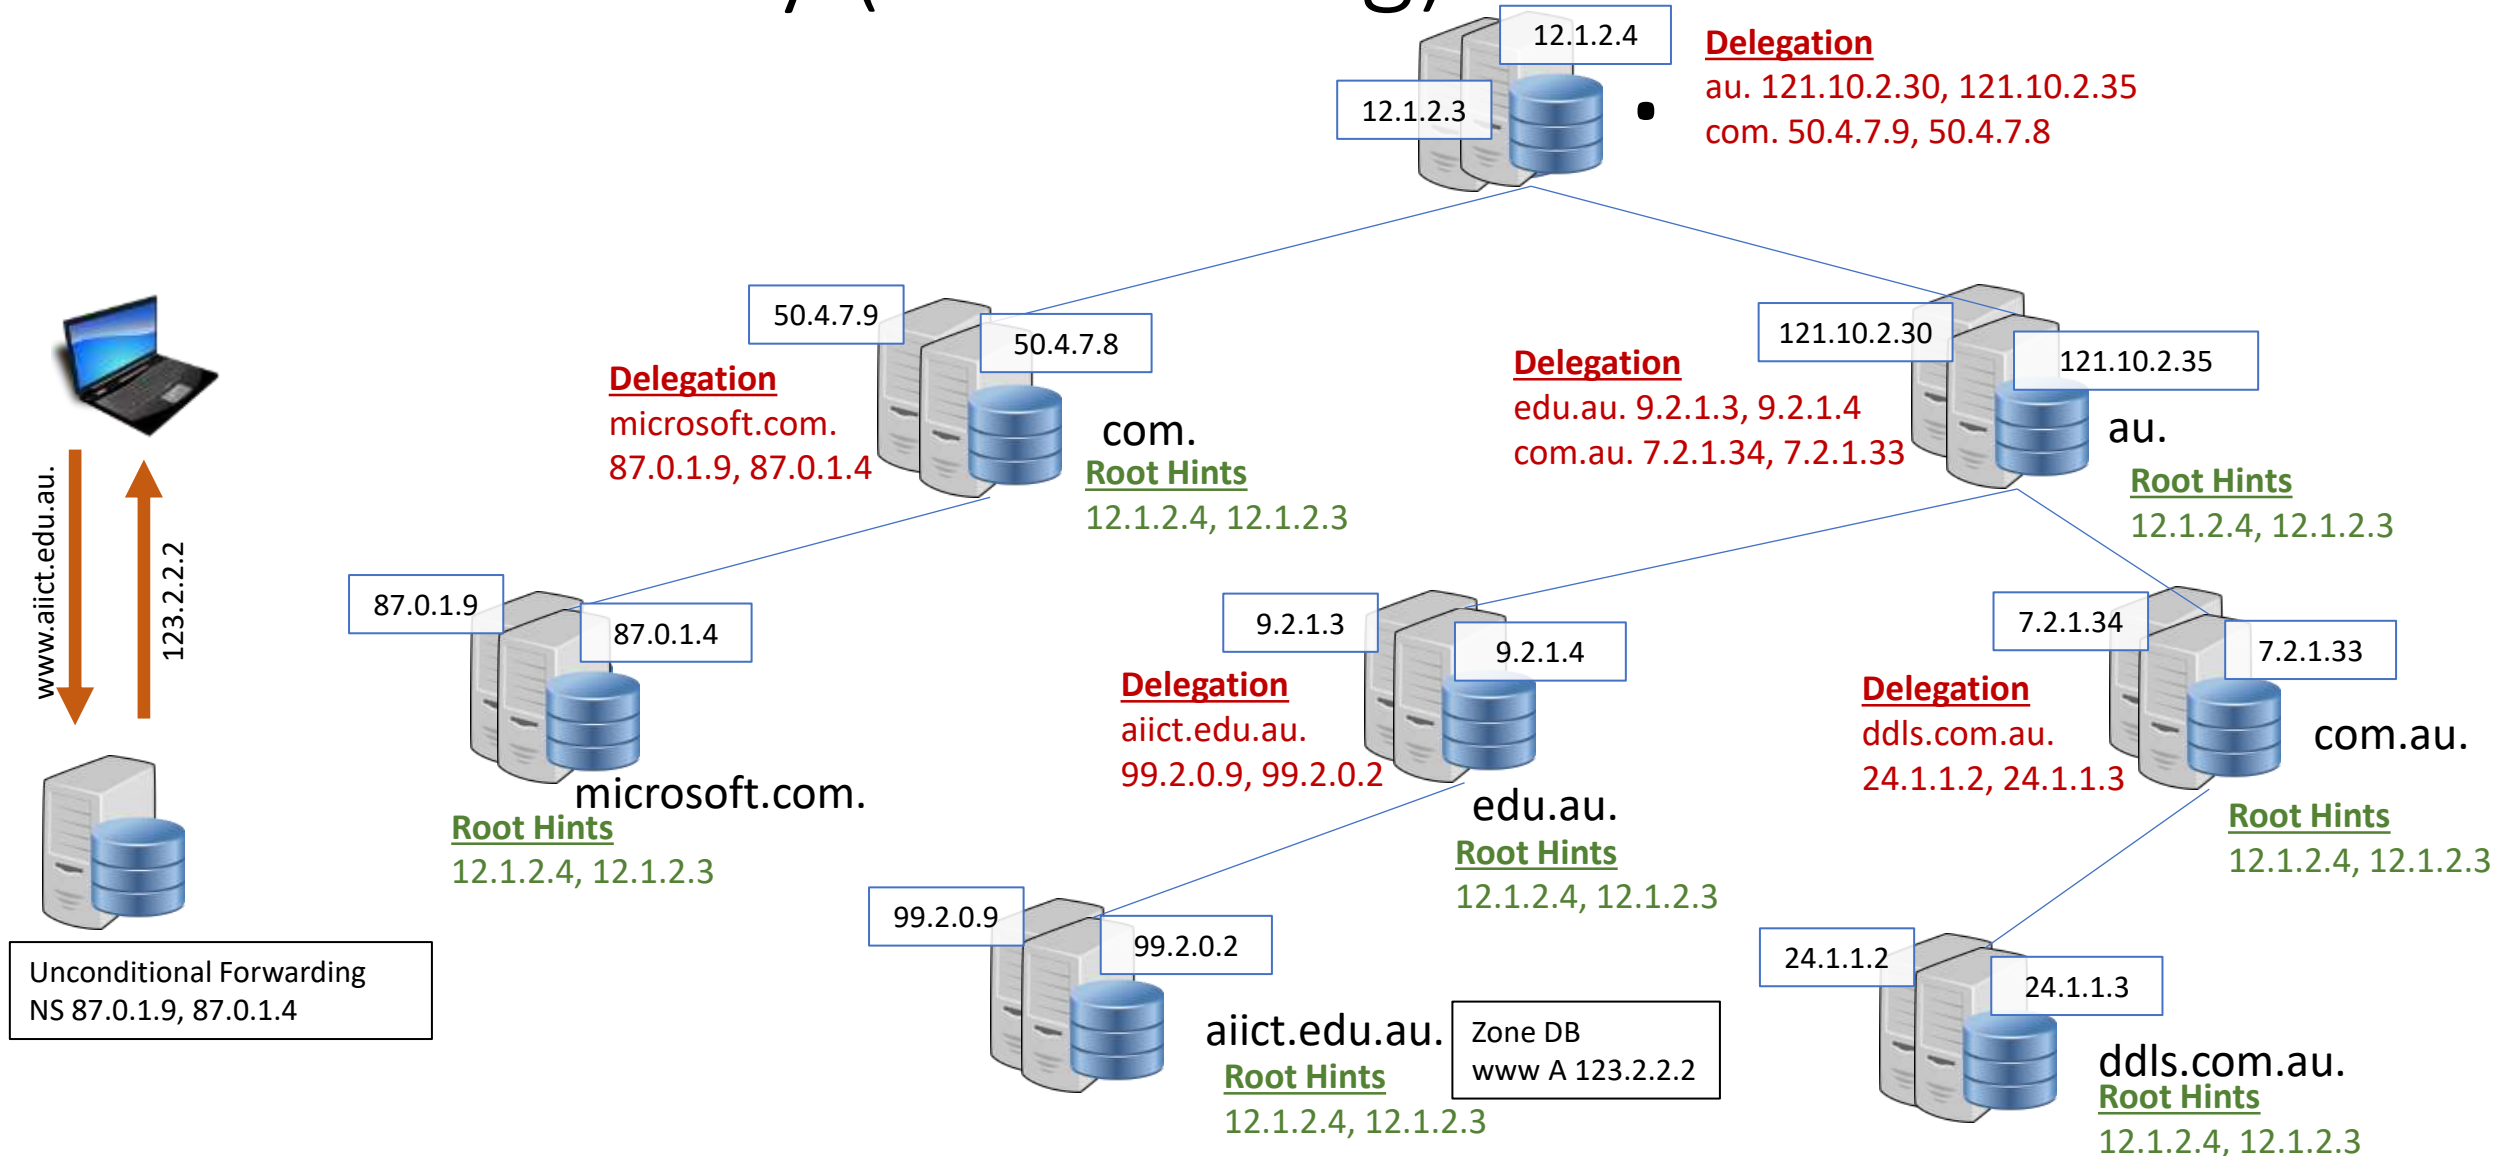 12.1.2.4
12.1.2.3
.
Delegation
au. 121.10.2.30, 121.10.2.35
com. 50.4.7.9, 50.4.7.8
50.4.7.9
50.4.7.8
Delegation
microsoft.com.
87.0.1.9, 87.0.1.4
com.
Root Hints
12.1.2.4, 12.1.2.3
121.10.2.30
121.10.2.35
Delegation
edu.au. 9.2.1.3, 9.2.1.4
com.au. 7.2.1.34, 7.2.1.33
au.
Root Hints
12.1.2.4, 12.1.2.3
www.aiict.edu.au.
123.2.2.2
87.0.1.9
87.0.1.4
microsoft.com.
Root Hints
12.1.2.4, 12.1.2.3
9.2.1.3
9.2.1.4
Delegation
aiict.edu.au.
99.2.0.9, 99.2.0.2
edu.au.
Root Hints
12.1.2.4, 12.1.2.3
7.2.1.34
7.2.1.33
Delegation
ddls.com.au.
24.1.1.2, 24.1.1.3
com.au.
Root Hints
12.1.2.4, 12.1.2.3
Unconditional Forwarding
NS 87.0.1.9, 87.0.1.4
99.2.0.9
99.2.0.2
aiict.edu.au.
Root Hints
12.1.2.4, 12.1.2.3
Zone DB
www A 123.2.2.2
24.1.1.2
24.1.1.3
ddls.com.au.
Root Hints
12.1.2.4, 12.1.2.3